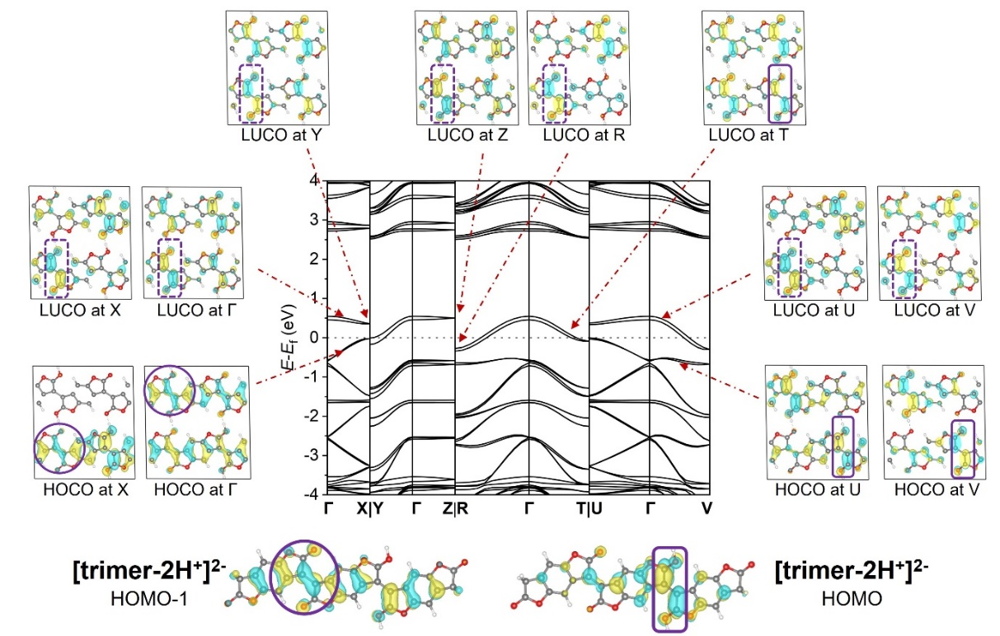 LUCO at Y
LUCO at Z
LUCO at R
LUCO at T
LUCO at X
LUCO at Γ
LUCO at U
LUCO at V
HOCO at X
HOCO at Γ
HOCO at U
HOCO at V
E-Ef (eV)
4
3
2
1
0
-1
-2
-3
-4
Γ X|Y Γ Z|R Γ T|U Γ V
[trimer-2H⁺]²⁻
HOMO-1
[trimer-2H⁺]²⁻
HOMO